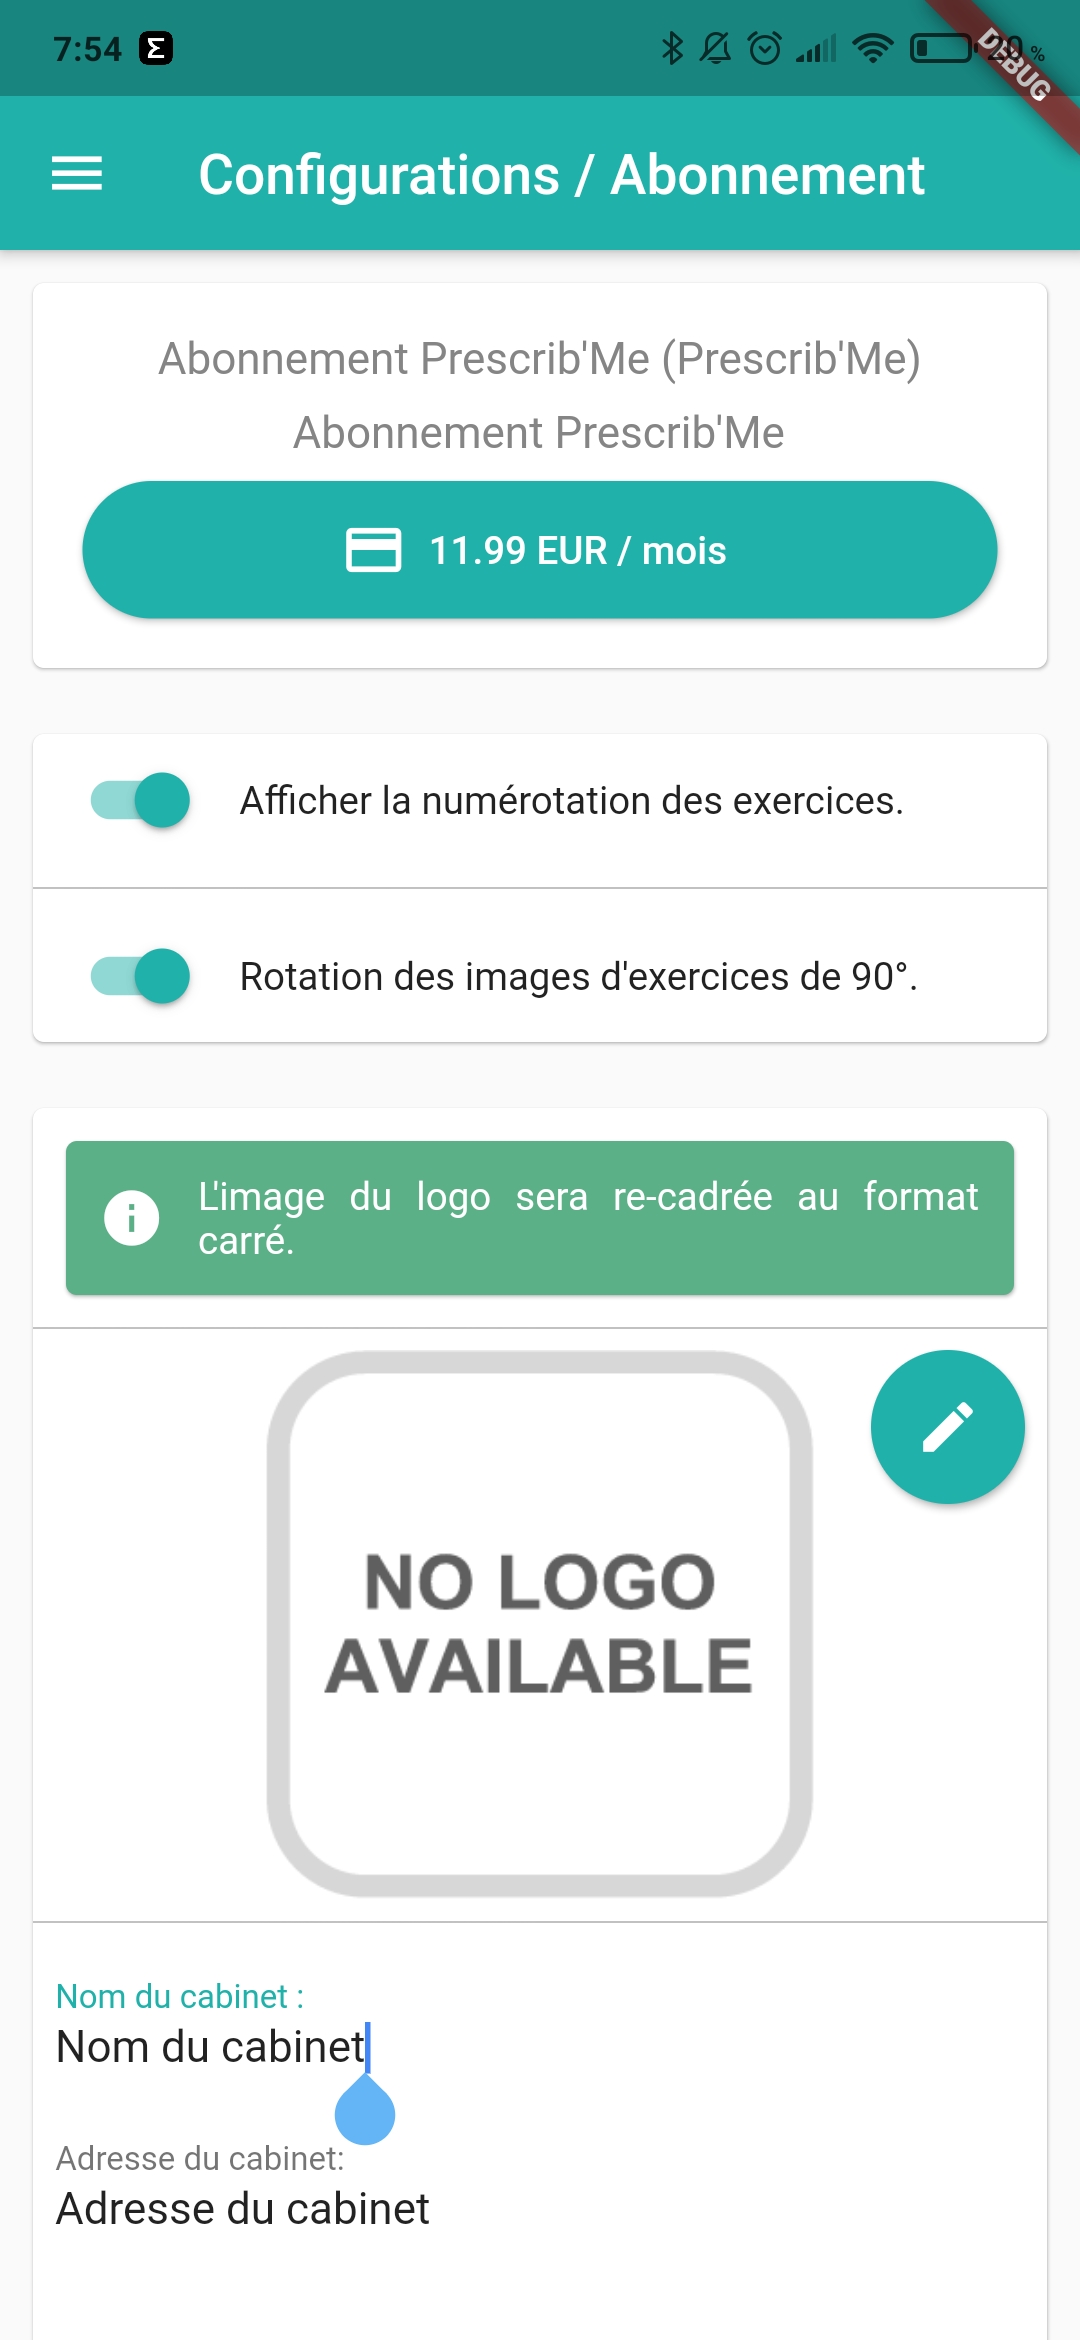 7:54
DEBUG
Configurations / Abonnement
Abonnement Prescrib'Me (Prescrib'Me)
Abonnement Prescrib'Me
11.99 EUR / mois
Afficher la numérotation des exercices.
Rotation des images d'exercices de 90°.
L'image du logo sera re-cadrée au format
carré.
NO LOGO
AVAILABLE
Nom du cabinet :
Nom du cabinet
Adresse du cabinet:
Adresse du cabinet